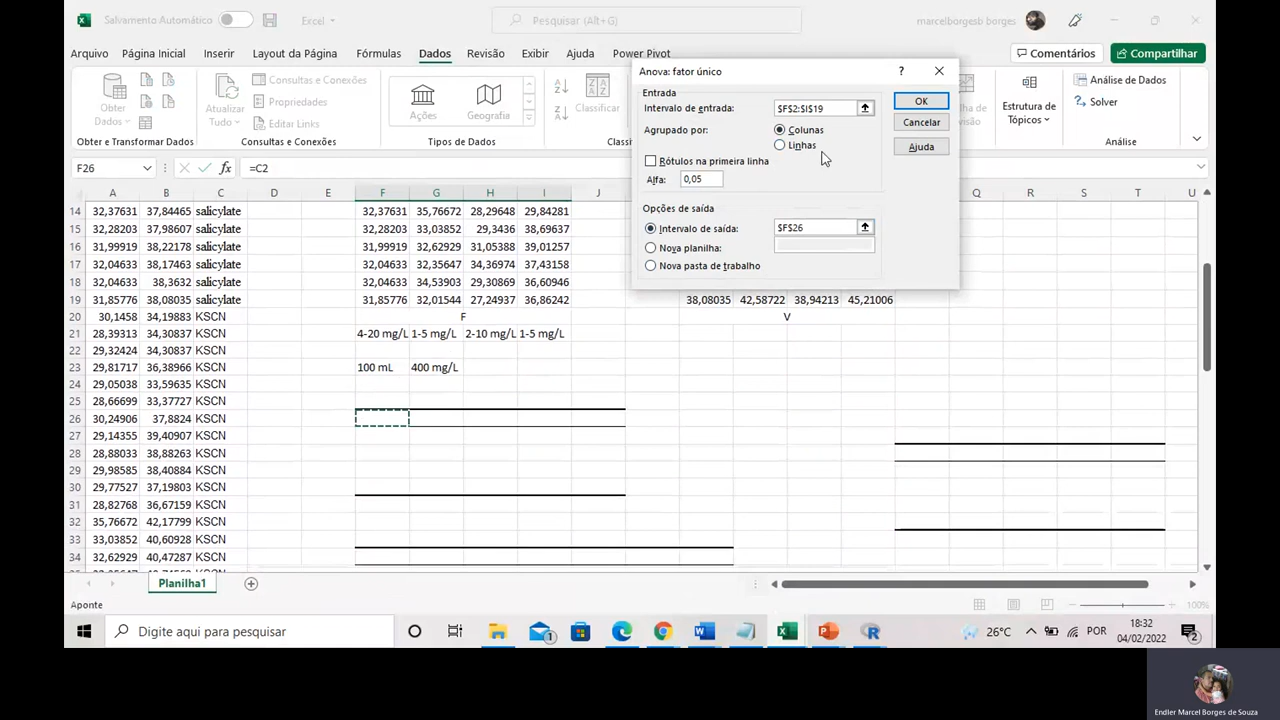 Salvamento Automático Excel Pesquisar (Alt+G) marcelborgesb borges
Arquivo Página Inicial Inserir Layout da Página Fórmulas Dados Revisão Exibir Ajuda Power Pivot Comentários Compartilhar
Obter Dados
Atualizar Tudo
Consultas e Conexões
Propriedades
Editar Links
Ações
Geografia
Classificar
Estrutura de Tópicos
Análise de Dados
Solver
Obter e Transformar Dados
Consultas e Conexões
Tipos de Dados
Análise
Anova: fator único ? ×
Entrada
Intervalo de entrada: $F$2:$I$19 OK
Agrupado por: Colunas Cancelar
Linhas Ajuda
Rótulos na primeira linha
Alfa: 0,05
Opções de saída
Intervalo de saída: $F$26
Nova planilha:
Nova pasta de trabalho
F26 fx =C2
A B C D E F G H I J Q R S T U
14 32,37631 37,84465 salicylate 32,37631 35,76672 28,29648 29,84281
15 32,28203 37,98607 salicylate 32,28203 33,03852 29,3436 38,69637
16 31,99919 38,22178 salicylate 31,99919 32,62929 31,05388 39,01257
17 32,04633 38,17463 salicylate 32,04633 32,35647 34,36974 37,43158
18 32,04633 38,3632 salicylate 32,04633 34,53903 29,30869 36,60946
19 31,85776 38,08035 salicylate 31,85776 32,01544 27,24937 36,86242 38,08035 42,58722 38,94213 45,21006
20 30,1458 34,19883 KSCN F V
21 28,39313 34,30837 KSCN 4-20 mg/L 1-5 mg/L 2-10 mg/L 1-5 mg/L
22 29,32424 34,30837 KSCN
23 29,81717 36,38966 KSCN 100 mL 400 mg/L
24 29,05038 33,59635 KSCN
25 28,66699 33,37727 KSCN
26 30,24906 37,8824 KSCN
27 29,14355 39,40907 KSCN
28 28,88033 38,88263 KSCN
29 29,98585 38,40884 KSCN
30 29,77527 37,19803 KSCN
31 28,82768 36,67159 KSCN
32 35,76672 42,17799 KSCN
33 33,03852 40,60928 KSCN
34 32,62929 40,47287 KSCN
Planilha1
Aponte 100%
Digite aqui para pesquisar 26°C POR 18:32
04/02/2022
Endler Marcel Borges de Souza